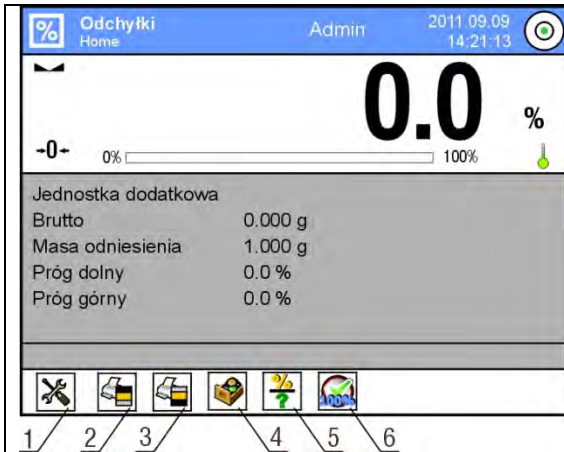 % Odchyłki Admin 2011.09.09
Home 14:21:13
0.0 %
→0←
0% 100%
Jednostka dodatkowa
Brutto 0.000 g
Masa odniesienia 1.000 g
Próg dolny 0.0 %
Próg górny 0.0 %
% ? 100%
1 2 3 4 5 6